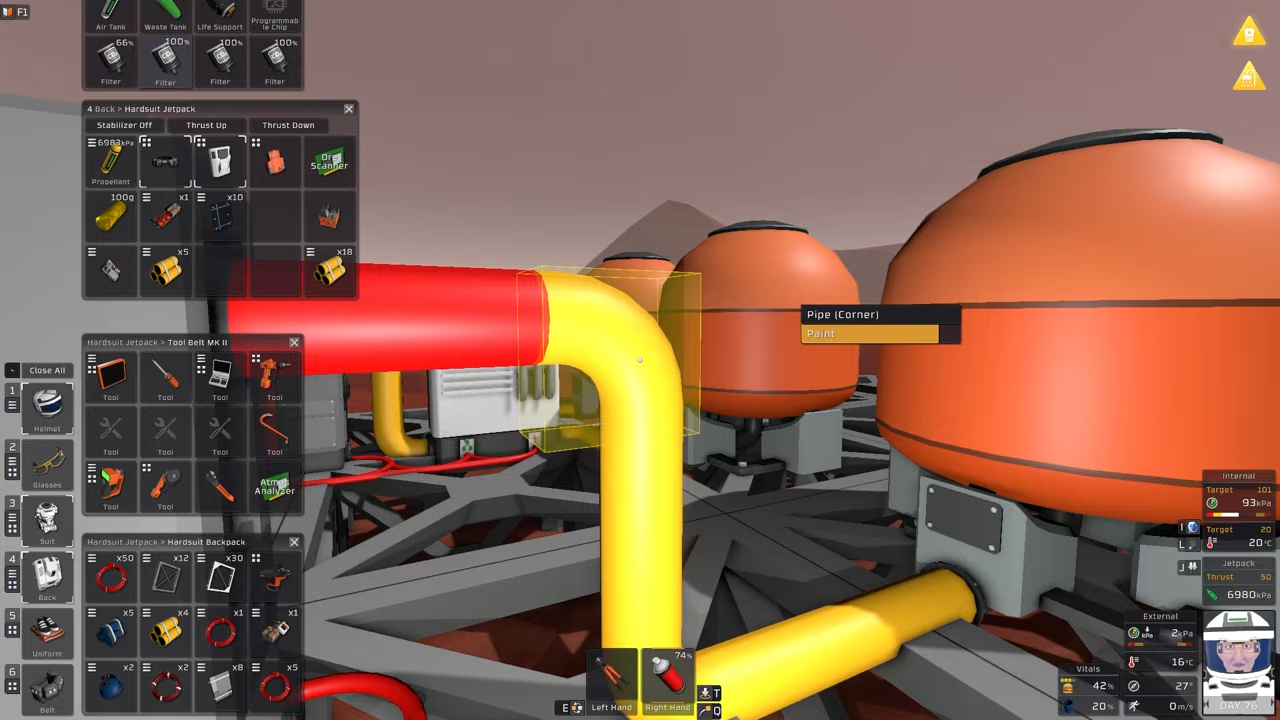 F1
Air Tank
Waste Tank
Life Support
Programmab
le Chip
66%
100%
100%
100%
Filter
Filter
Filter
Filter
4 Back > Hardsuit Jetpack
Stabilizer Off
Thrust Up
Thrust Down
6983kPa
Propellant
Ore
Scanner
100g
x1
x10
x5
x18
Pipe (Corner)
Paint
Hardsuit Jetpack > Tool Belt MK II
Tool
Tool
Tool
Tool
Tool
Tool
Tool
Tool
Tool
Tool
Tool
Atmos
Analyzer
Close All
1
Helmet
2
Glasses
3
Suit
4
Back
5
Uniform
6
Belt
Hardsuit Jetpack > Hardsuit Backpack
x50
x12
x30
x5
x4
x1
x1
x2
x2
x8
x5
74%
E
Left Hand
Right Hand
T
Q
Internal
Target 101
93kPa
Target 20
20°C
Jetpack
Thrust 50
6980kPa
External
2kPa
16°C
27°
0m/s
Vitals
42%
20%
DAY 76
I
L
J